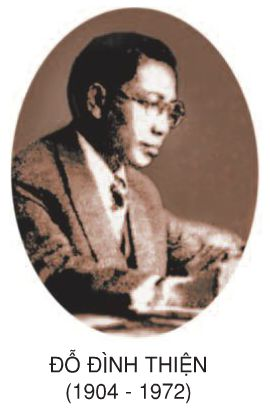 ĐỖ ĐÌNH THIỆN
(1904 - 1972)